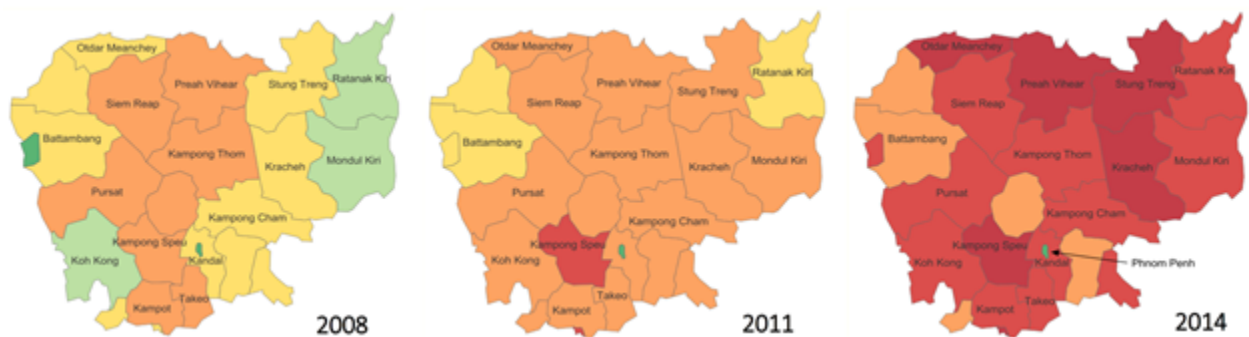 Otdar Meanchey
Preah Vihear
Stung Treng
Ratanak Kiri
Siem Reap
Battambang
Kampong Thom
Kracheh
Mondul Kiri
Pursat
Kampong Cham
Kampong Speu
Koh Kong
Kandal
Takeo
Kampot
2008
Otdar Meanchey
Preah Vihear
Stung Treng
Ratanak Kiri
Siem Reap
Battambang
Kampong Thom
Kracheh
Mondul Kiri
Pursat
Kampong Cham
Kampong Speu
Koh Kong
Takeo
Kampot
2011
Otdar Meanchey
Preah Vihear
Stung Treng
Ratanak Kiri
Siem Reap
Battambang
Kampong Thom
Kracheh
Mondul Kiri
Pursat
Kampong Cham
Kampong Speu
Koh Kong
Kandal
Phnom Penh
Takeo
Kampot
2014